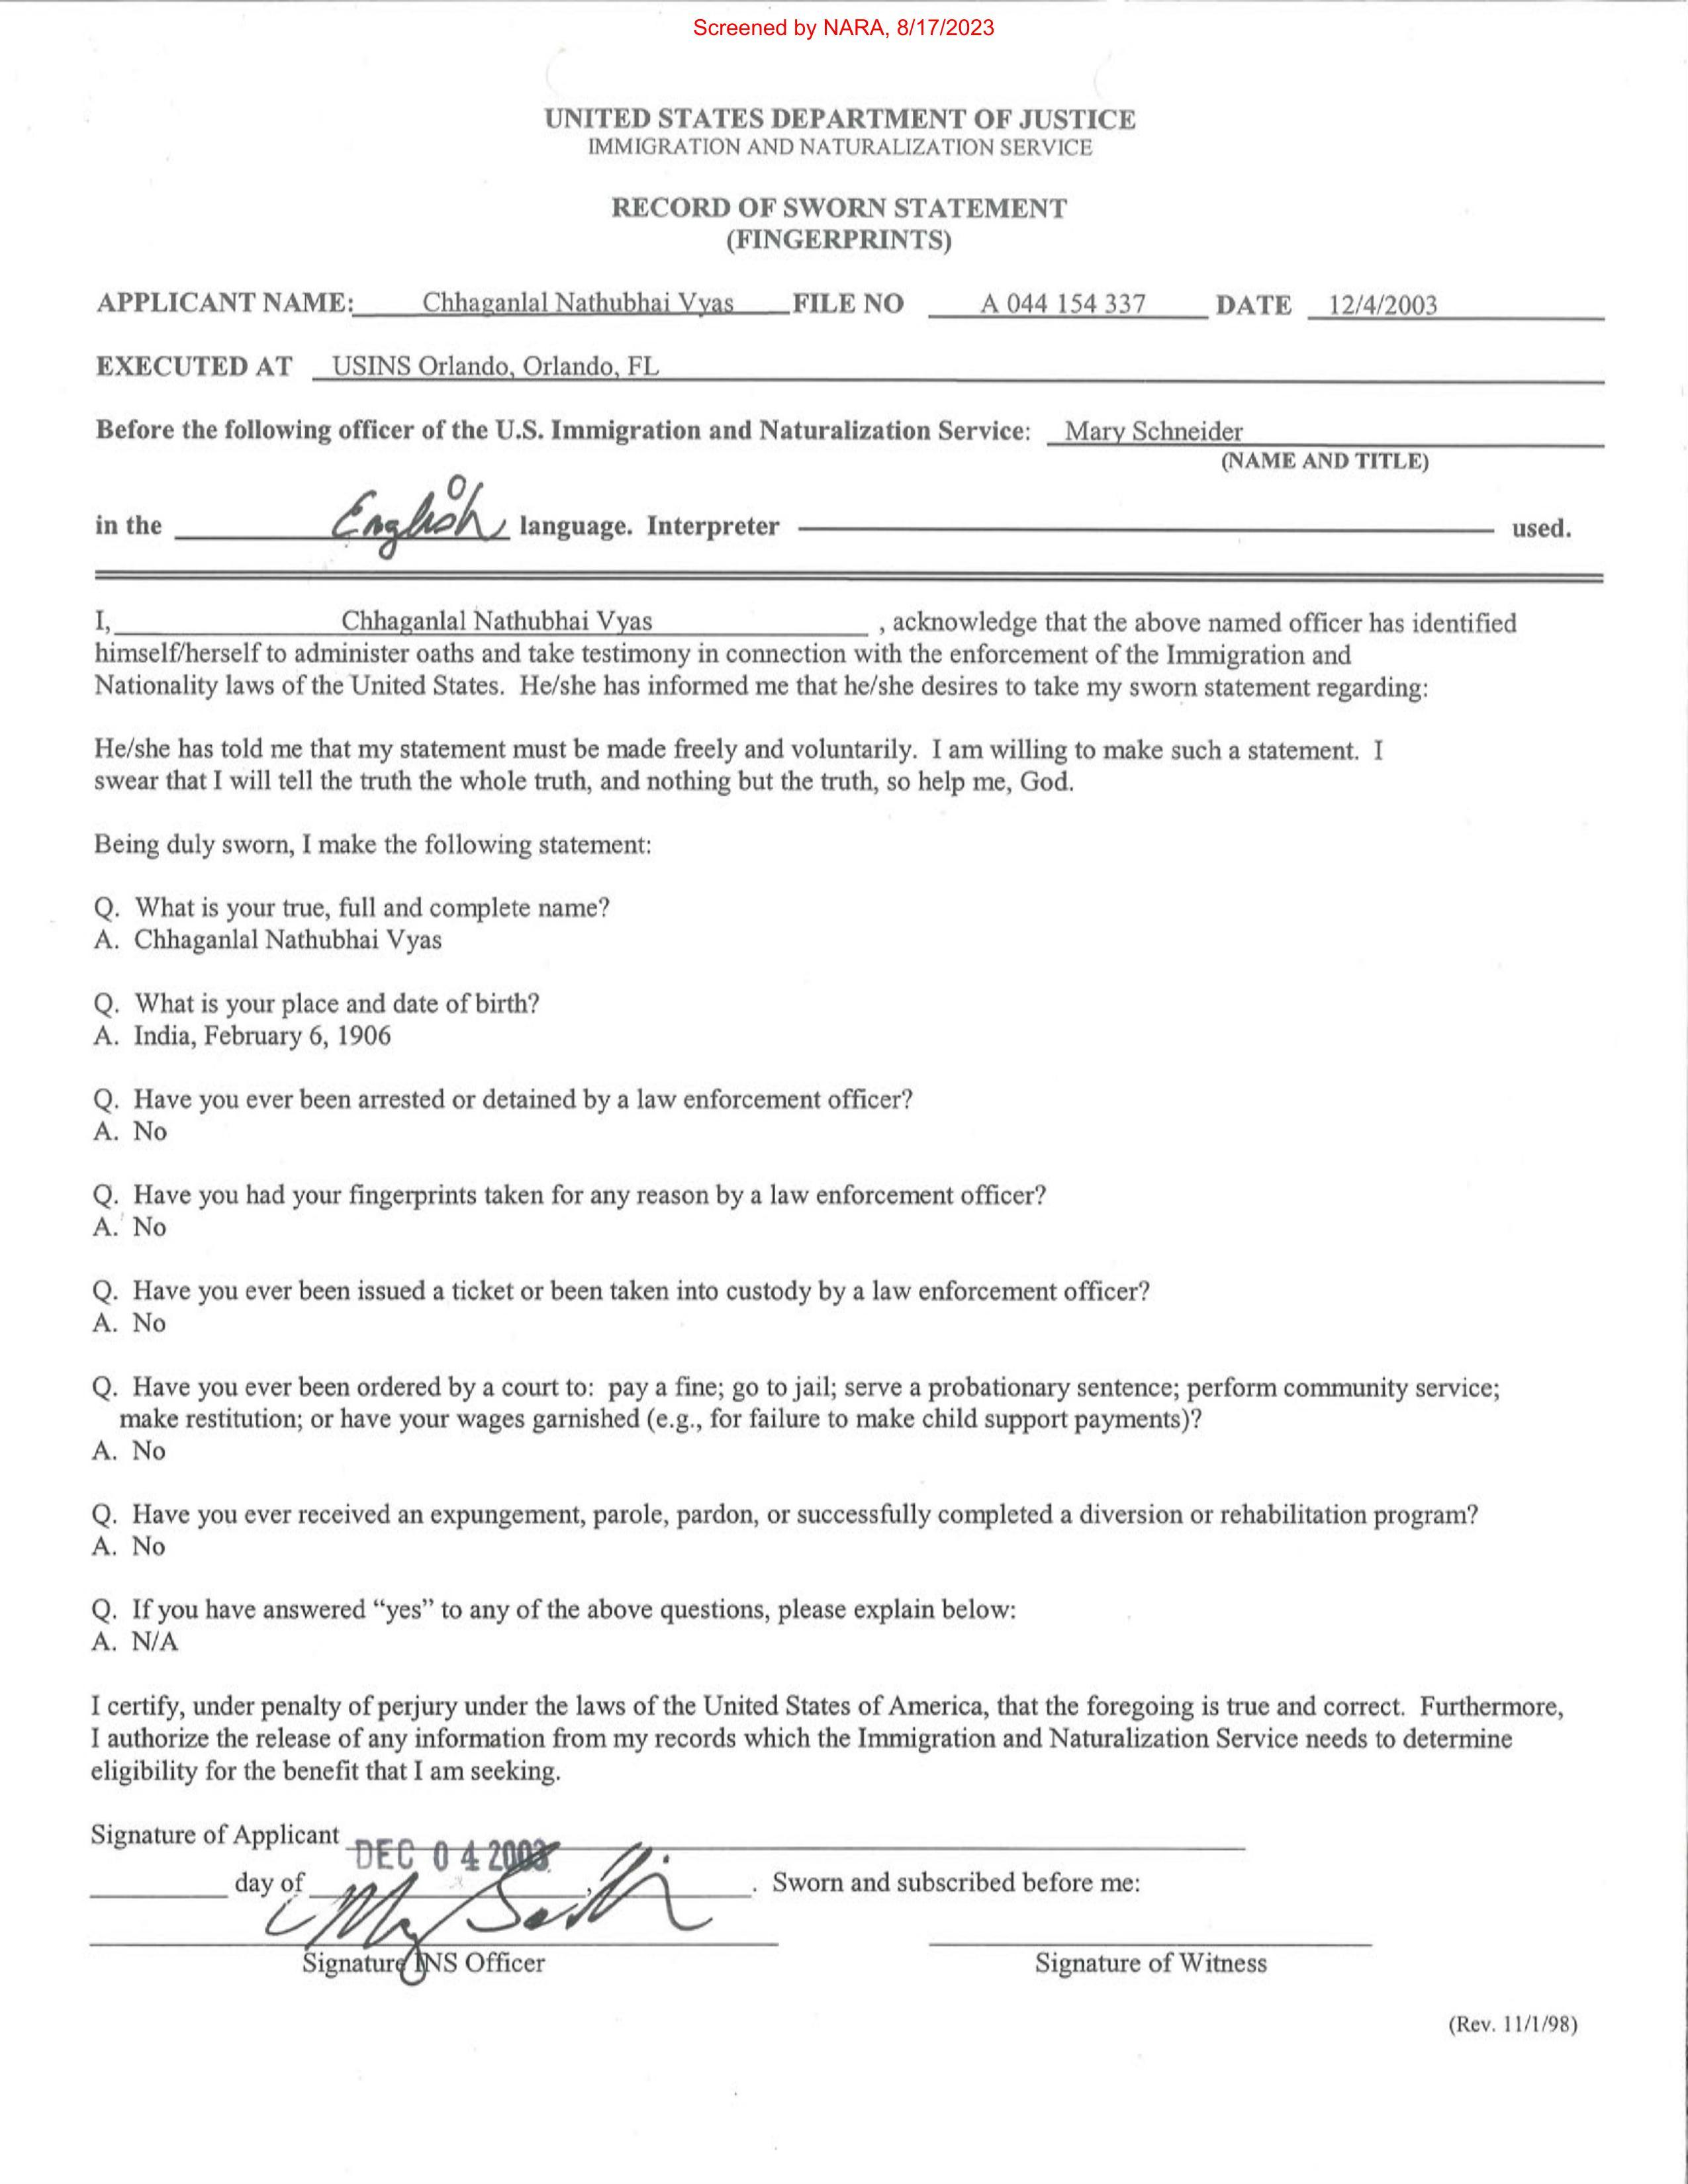 Screened by NARA, 8/17/2023
UNITED STATES DEPARTMENT OF JUSTICE
IMMIGRATION AND NATURALIZATION SERVICE
RECORD OF SWORN STATEMENT
(FINGERPRINTS)
APPLICANT NAME: Chhaganlal Nathubhai Vyas FILE NO A 044 154 337 DATE 12/4/2003
EXECUTED AT USINS Orlando, Orlando, FL
Before the following officer of the U.S. Immigration and Naturalization Service: Mary Schneider
(NAME AND TITLE)
in the English language. Interpreter used.
I, Chhaganlal Nathubhai Vyas , acknowledge that the above named officer has identified
himself/herself to administer oaths and take testimony in connection with the enforcement of the Immigration and
Nationality laws of the United States. He/she has informed me that he/she desires to take my sworn statement regarding:
He/she has told me that my statement must be made freely and voluntarily. I am willing to make such a statement. I
swear that I will tell the truth the whole truth, and nothing but the truth, so help me, God.
Being duly sworn, I make the following statement:
Q. What is your true, full and complete name?
A. Chhaganlal Nathubhai Vyas
Q. What is your place and date of birth?
A. India, February 6, 1906
Q. Have you ever been arrested or detained by a law enforcement officer?
A. No
Q. Have you had your fingerprints taken for any reason by a law enforcement officer?
A. No
Q. Have you ever been issued a ticket or been taken into custody by a law enforcement officer?
A. No
Q. Have you ever been ordered by a court to: pay a fine; go to jail; serve a probationary sentence; perform community service;
make restitution; or have your wages garnished (e.g., for failure to make child support payments)?
A. No
Q. Have you ever received an expungement, parole, pardon, or successfully completed a diversion or rehabilitation program?
A. No
Q. If you have answered “yes” to any of the above questions, please explain below:
A. N/A
I certify, under penalty of perjury under the laws of the United States of America, that the foregoing is true and correct. Furthermore,
I authorize the release of any information from my records which the Immigration and Naturalization Service needs to determine
eligibility for the benefit that I am seeking.
Signature of Applicant
DEC 04 2003
day of , . Sworn and subscribed before me:
Signature INS Officer Signature of Witness
(Rev. 11/1/98)